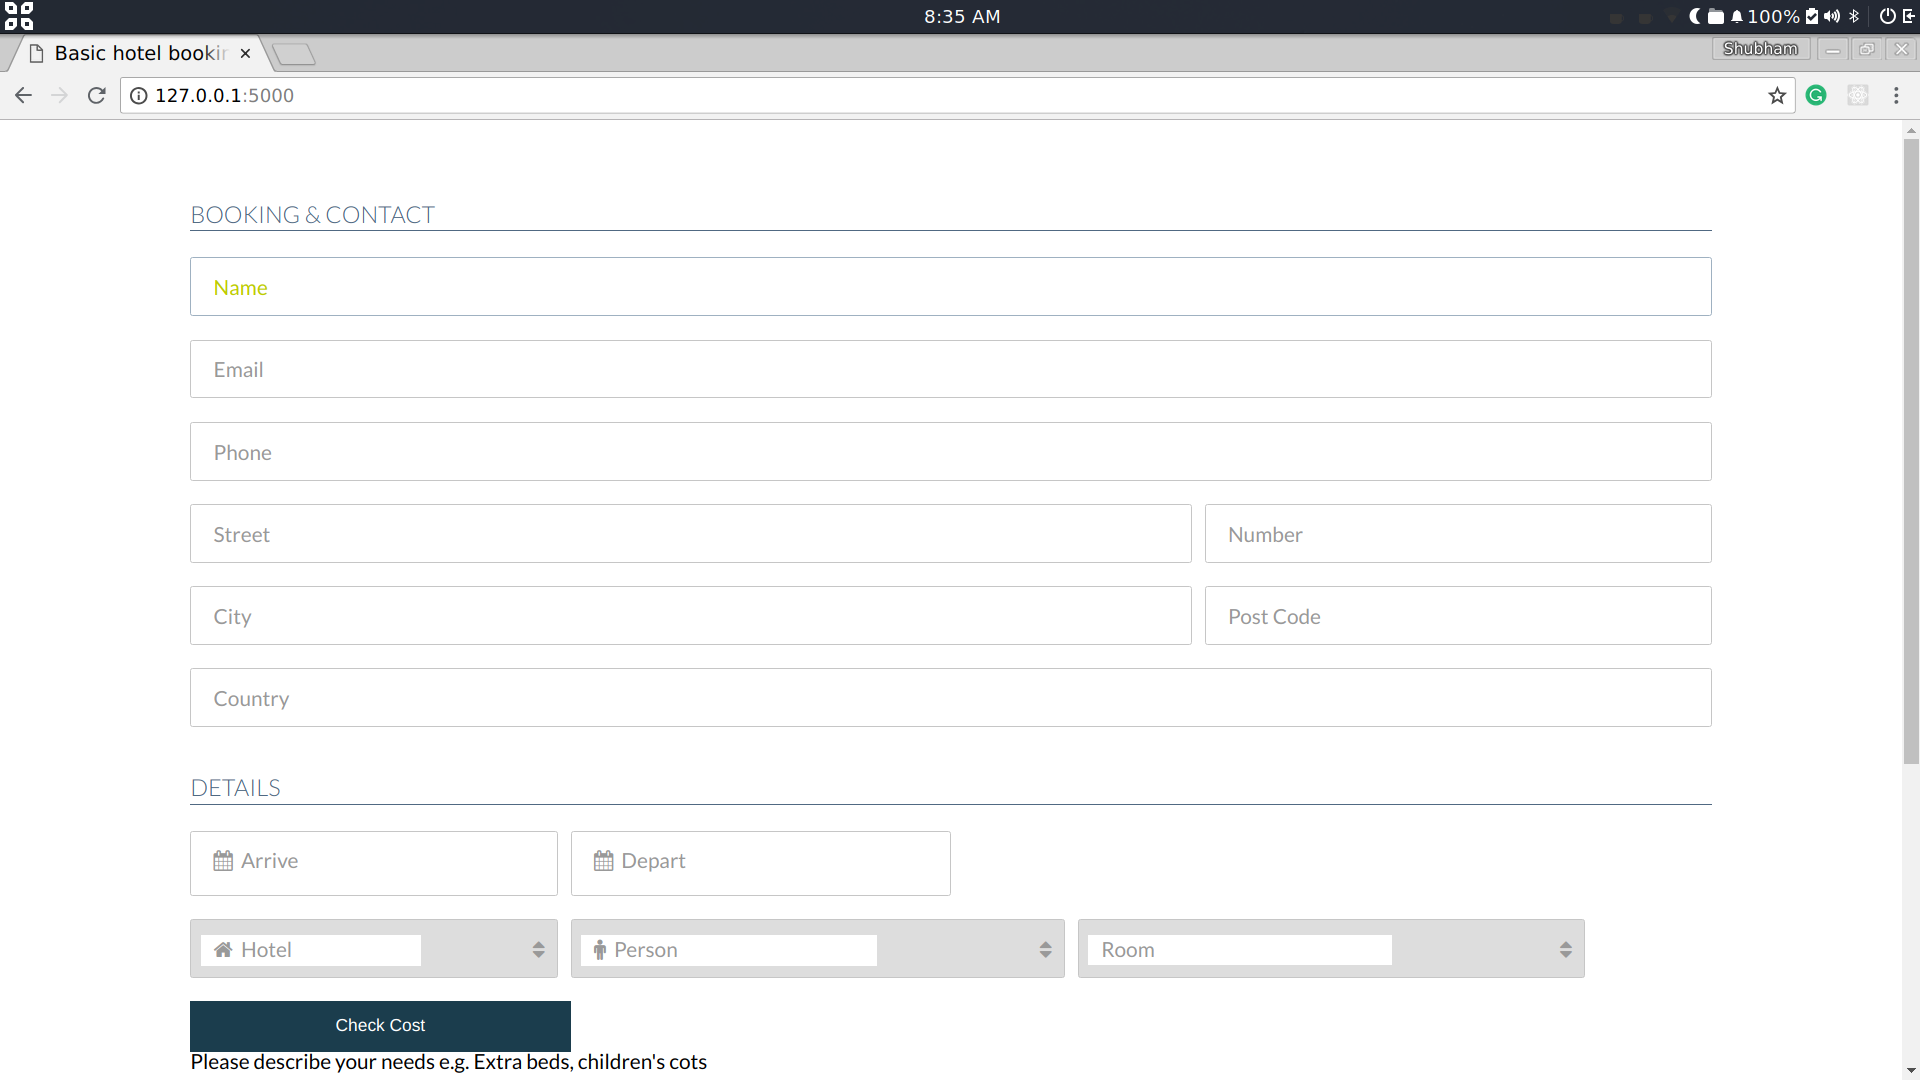 8:35 AM
100%
Basic hotel bookin
Shubham
127.0.0.1:5000
BOOKING & CONTACT
Name
Email
Phone
Street
Number
City
Post Code
Country
DETAILS
Arrive
Depart
Hotel
Person
Room
Check Cost
Please describe your needs e.g. Extra beds, children's cots